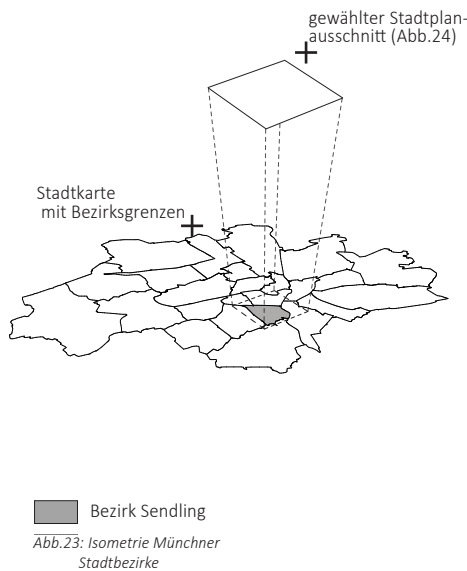 gewählter Stadtplan-
ausschnitt (Abb.24)
Stadtkarte
mit Bezirksgrenzen
Bezirk Sendling
Abb.23: Isometrie Münchner
Stadtbezirke